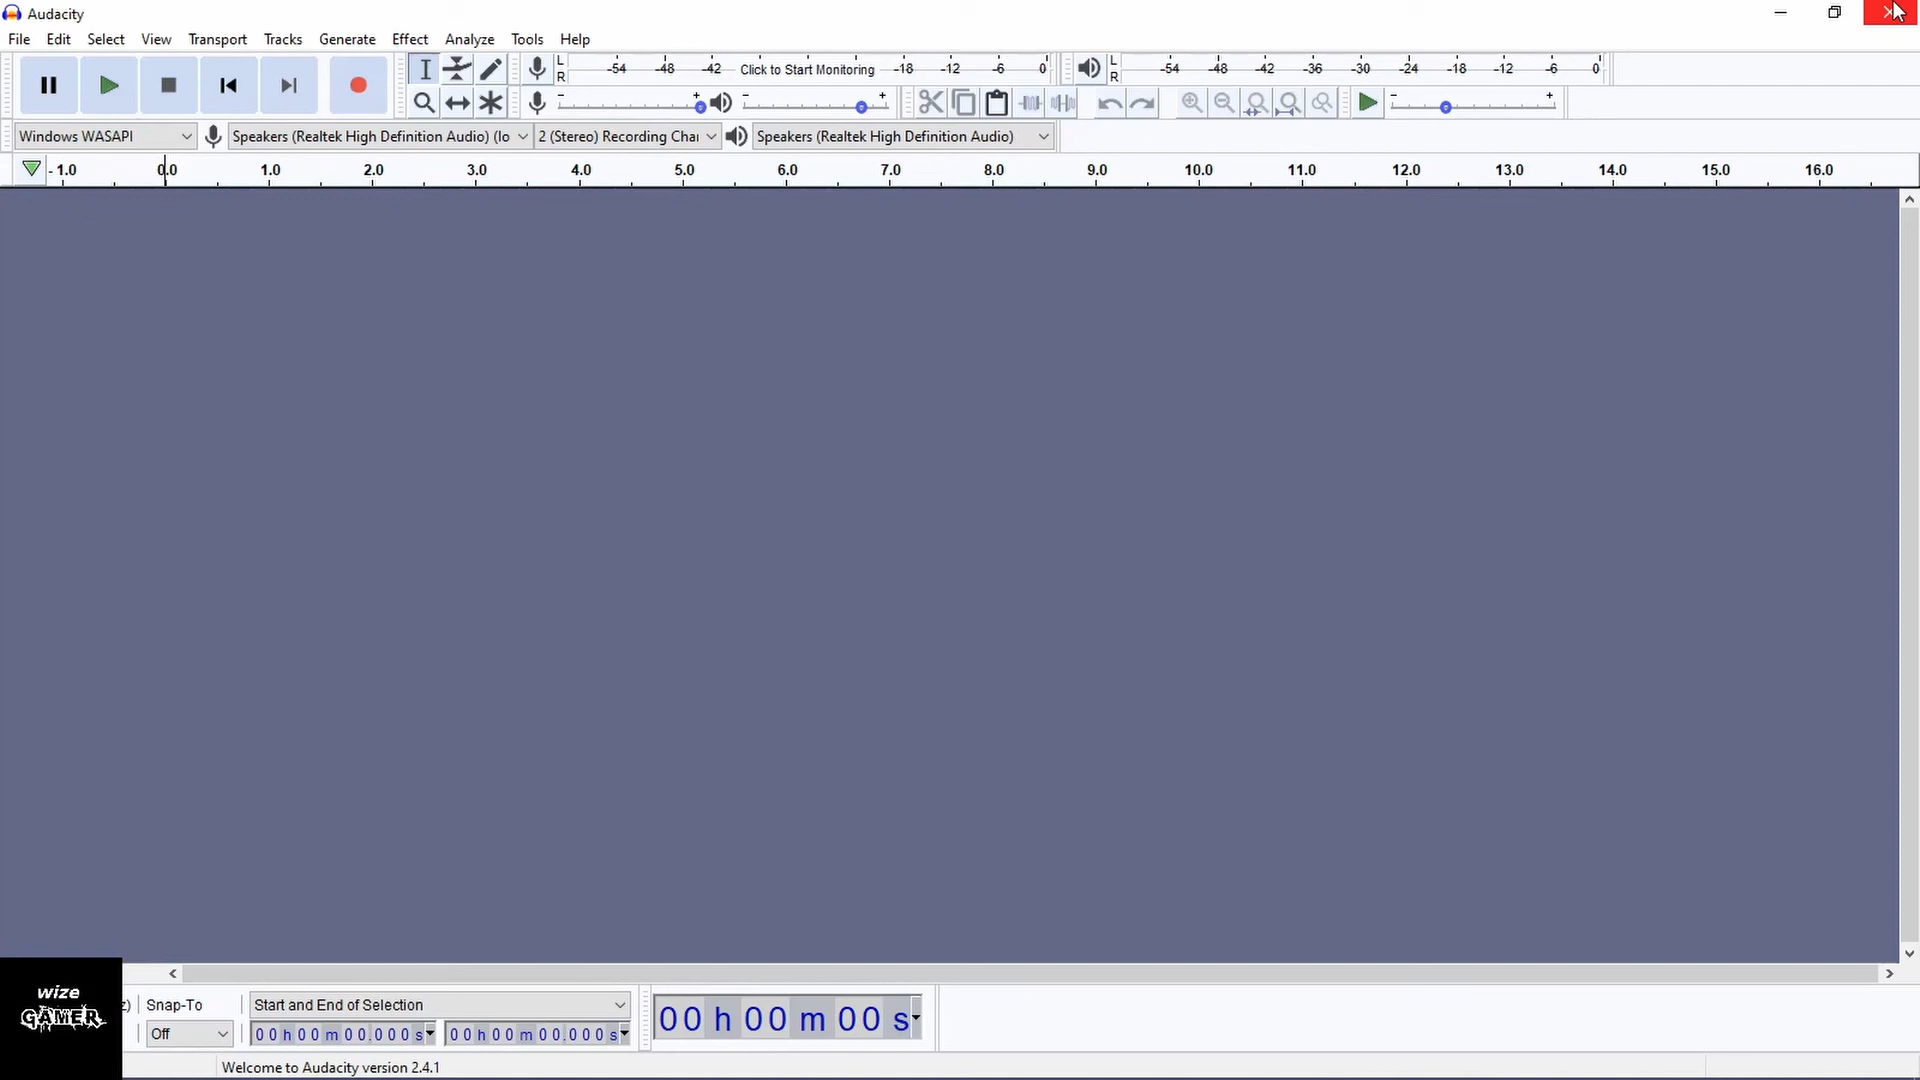 Audacity
File Edit Select View Transport Tracks Generate Effect Analyze Tools Help
L
R
-54 -48 -42 Click to Start Monitoring -18 -12 -6 0
L
R
-54 -48 -42 -36 -30 -24 -18 -12 -6 0
Windows WASAPI
Speakers (Realtek High Definition Audio) (lo
2 (Stereo) Recording Chai
Speakers (Realtek High Definition Audio)
-1.0 0.0 1.0 2.0 3.0 4.0 5.0 6.0 7.0 8.0 9.0 10.0 11.0 12.0 13.0 14.0 15.0 16.0
wize
GAMER
z) Snap-To
Start and End of Selection
Off
00 h 00 m 00.000 s
00 h 00 m 00.000 s
00 h 00 m 00 s
Welcome to Audacity version 2.4.1